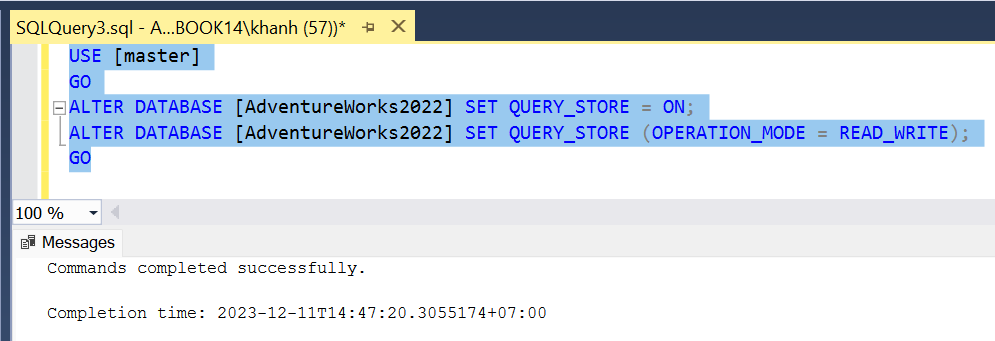 SQLQuery3.sql - A...BOOK14\khanh (57))*
USE [master]
GO
ALTER DATABASE [AdventureWorks2022] SET QUERY_STORE = ON;
ALTER DATABASE [AdventureWorks2022] SET QUERY_STORE (OPERATION_MODE = READ_WRITE);
GO
100 %
Messages
Commands completed successfully.
Completion time: 2023-12-11T14:47:20.3055174+07:00